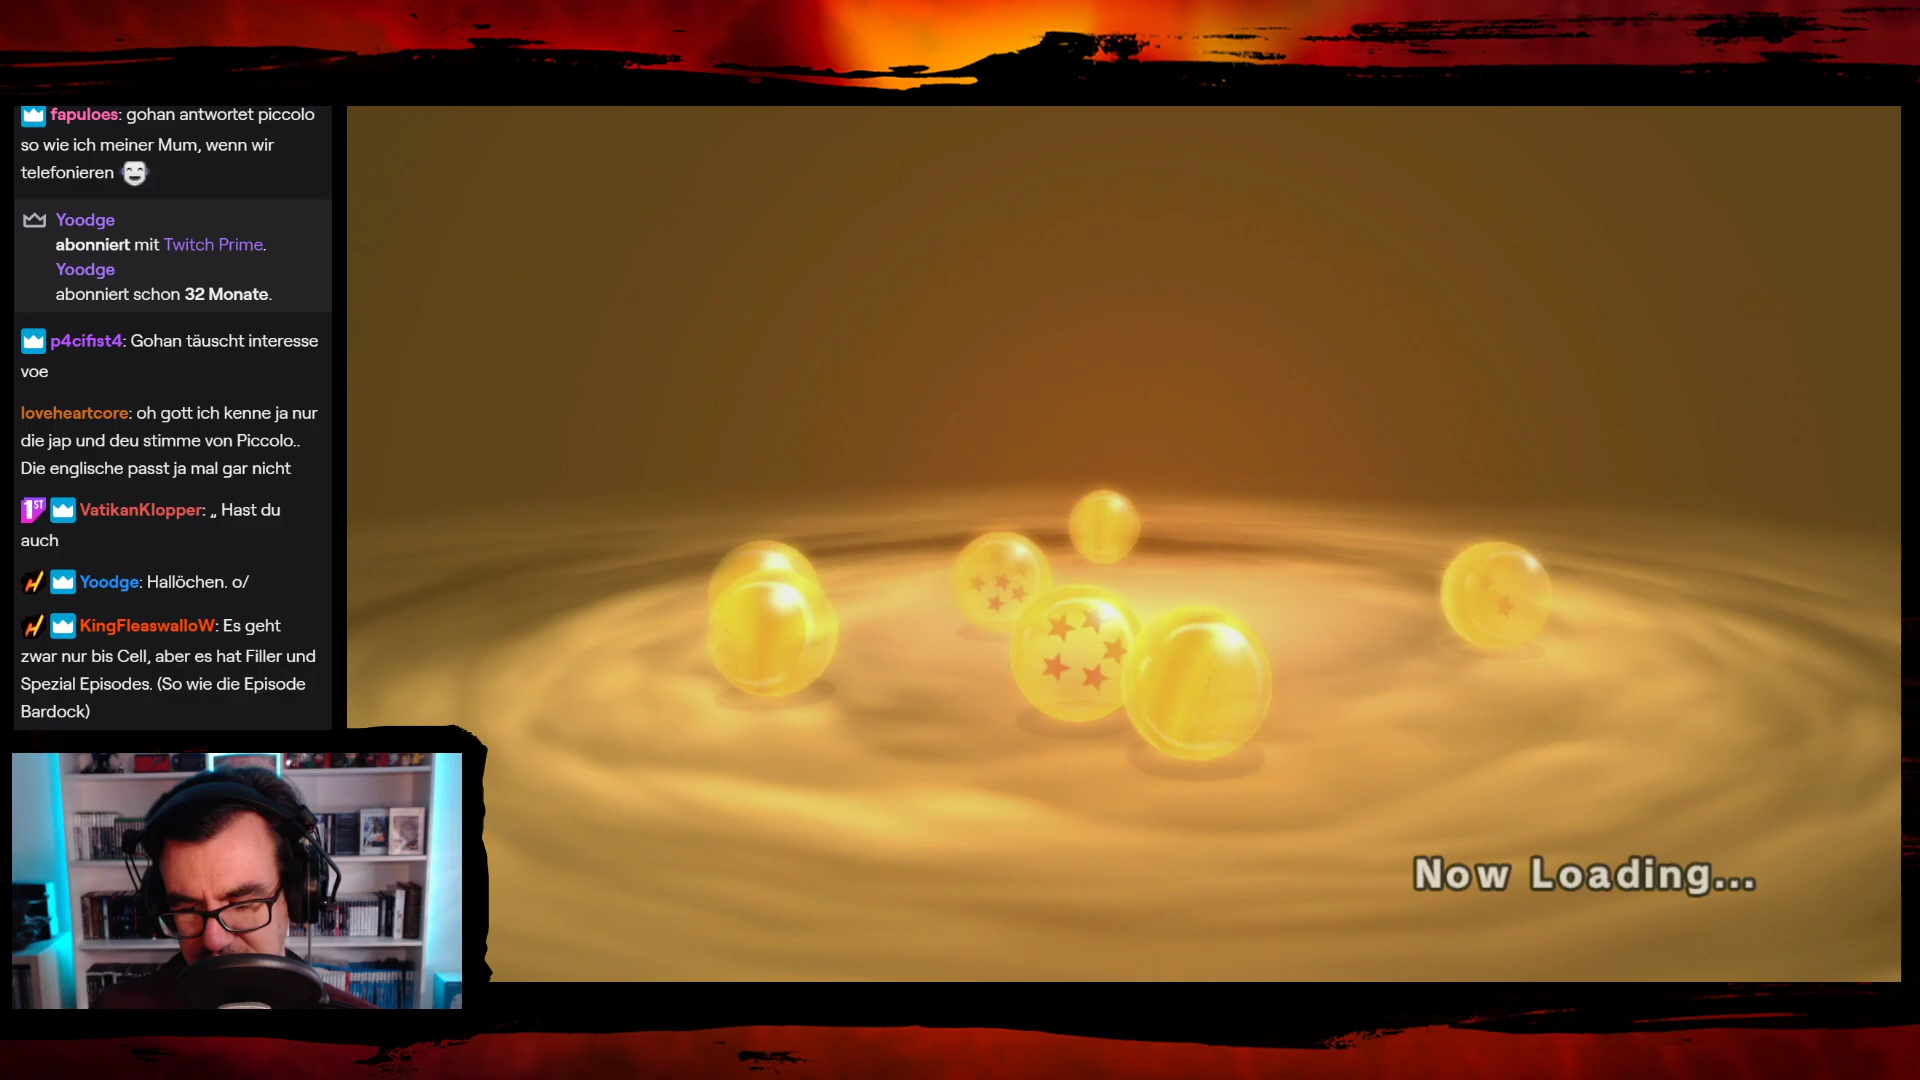 fapuloes: gohan antwortet piccolo
so wie ich meiner Mum, wenn wir
telefonieren
Yoodge
abonniert mit Twitch Prime.
Yoodge
abonniert schon 32 Monate.
p4cifist4: Gohan täuscht interesse
voe
loveheartcore: oh gott ich kenne ja nur
die jap und deu stimme von Piccolo..
Die englische passt ja mal gar nicht
1ST VatikanKlopper: „ Hast du
auch
Yoodge: Hallöchen. o/
KingFleaswalloW: Es geht
zwar nur bis Cell, aber es hat Filler und
Spezial Episodes. (So wie die Episode
Bardock)
Now Loading...